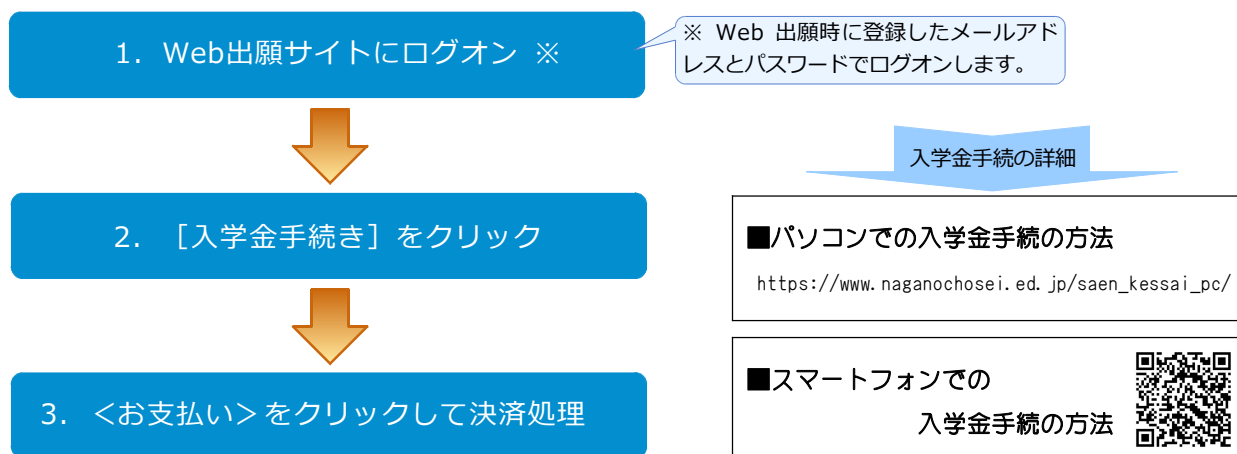 1. Web出願サイトにログオン ※
※ Web 出願時に登録したメールアド
レスとパスワードでログオンします。
2. ［入学金手続き］をクリック
3. ＜お支払い＞をクリックして決済処理
入学金手続の詳細
■パソコンでの入学金手続の方法
https://www.naganochosei.ed.jp/saen_kessai_pc/
■スマートフォンでの
入学金手続の方法